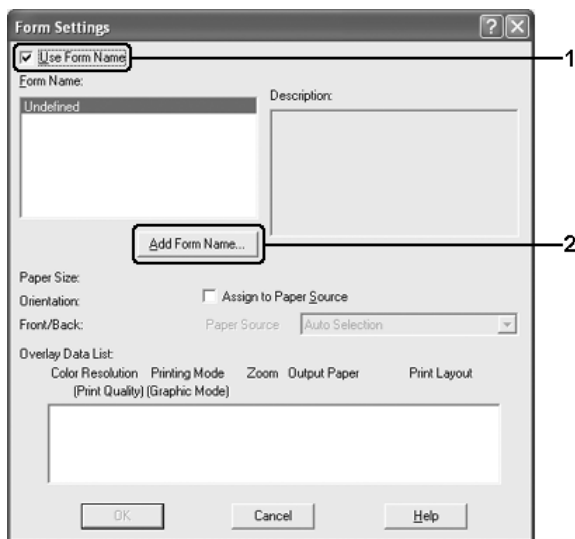 Form Settings
Use Form Name 1
Form Name:
Description:
Undefined
Add Form Name... 2
Paper Size:
Orientation:
Assign to Paper Source
Front/Back:
Paper Source Auto Selection
Overlay Data List:
Color Resolution Printing Mode Zoom Output Paper Print Layout
(Print Quality) (Graphic Mode)
OK Cancel Help